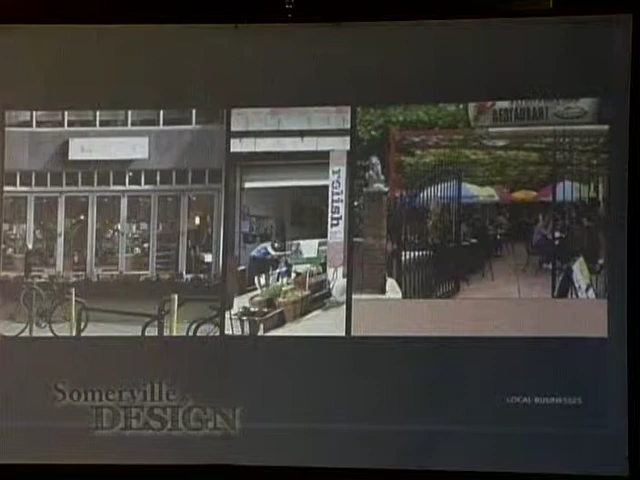 RESTAURANT
relish
Somerville
DESIGN
LOCAL BUSINESSES